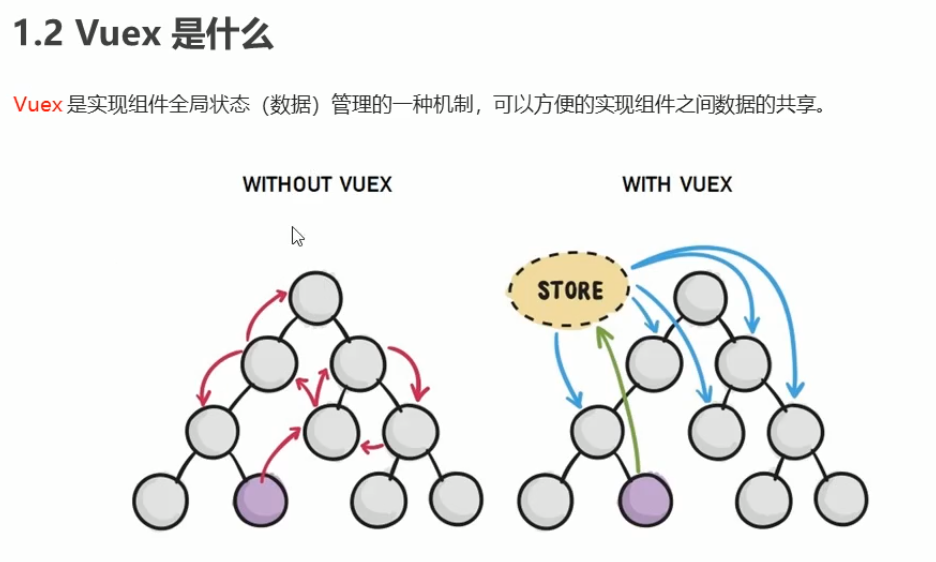 1.2 Vuex 是什么
Vuex 是实现组件全局状态（数据）管理的一种机制，可以方便的实现组件之间数据的共享。
WITHOUT VUEX
WITH VUEX
STORE